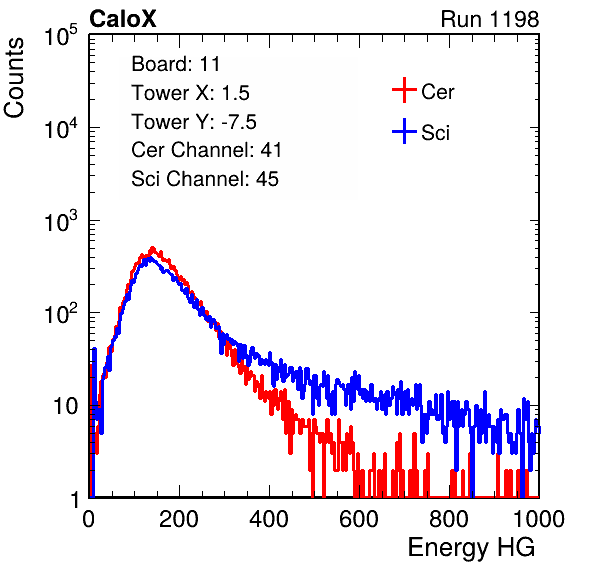 CaloX Run 1198
Counts
10^5
10^4
10^3
10^2
10
1
Board: 11
Tower X: 1.5
Tower Y: -7.5
Cer Channel: 41
Sci Channel: 45
Cer
Sci
0 200 400 600 800 1000
Energy HG